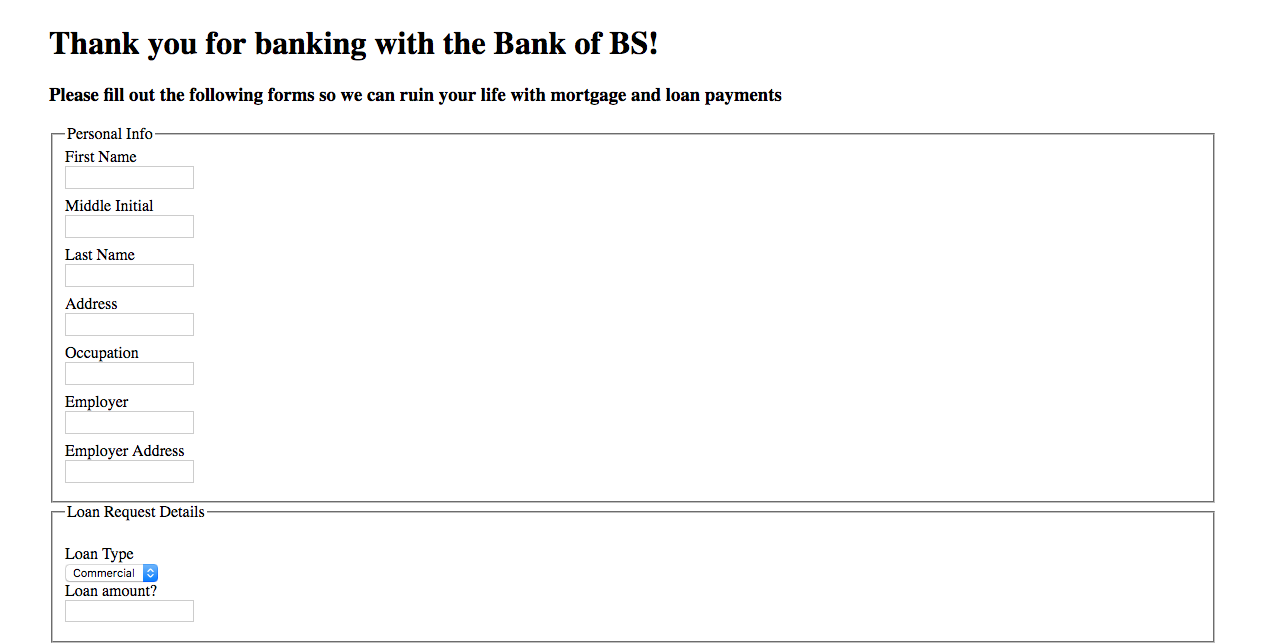 Thank you for banking with the Bank of BS!
Please fill out the following forms so we can ruin your life with mortgage and loan payments
Personal Info
First Name
Middle Initial
Last Name
Address
Occupation
Employer
Employer Address
Loan Request Details
Loan Type
Commercial
Loan amount?